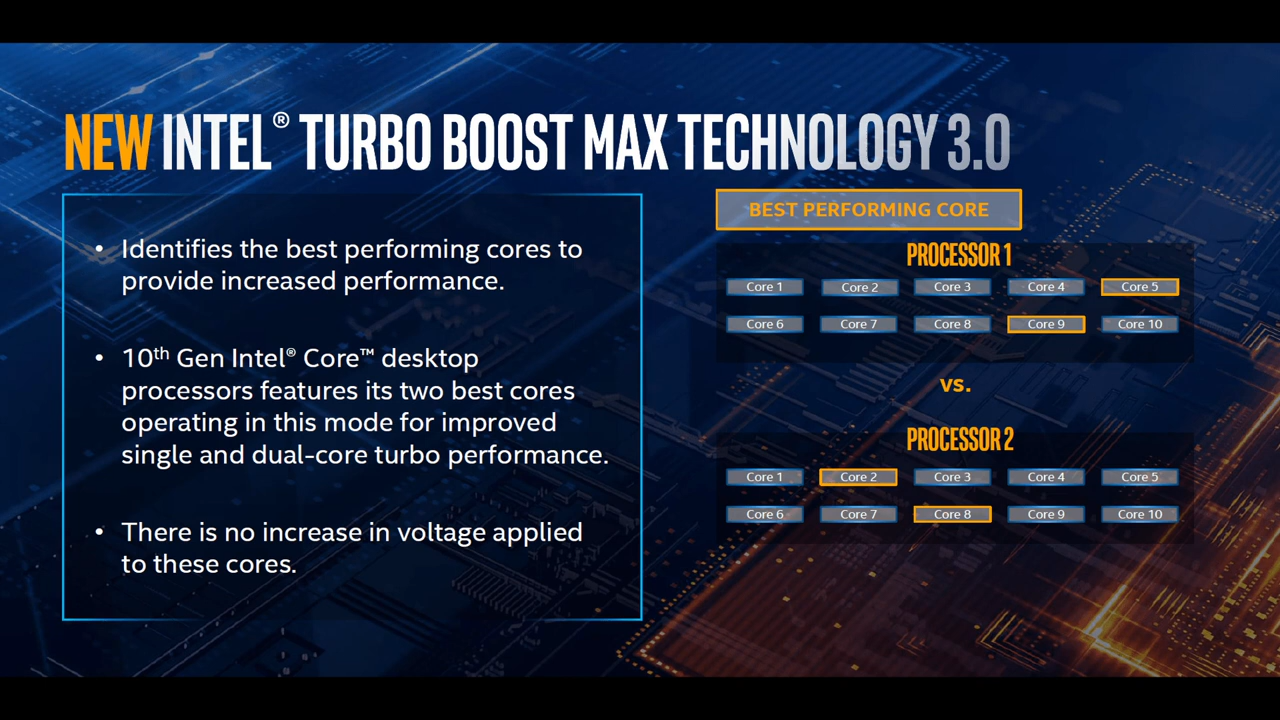 NEW INTEL® TURBO BOOST MAX TECHNOLOGY 3.0
• Identifies the best performing cores to
provide increased performance.
• 10th Gen Intel® Core™ desktop
processors features its two best cores
operating in this mode for improved
single and dual-core turbo performance.
• There is no increase in voltage applied
to these cores.
BEST PERFORMING CORE
PROCESSOR 1
Core 1 Core 2 Core 3 Core 4 Core 5
Core 6 Core 7 Core 8 Core 9 Core 10
vs.
PROCESSOR 2
Core 1 Core 2 Core 3 Core 4 Core 5
Core 6 Core 7 Core 8 Core 9 Core 10